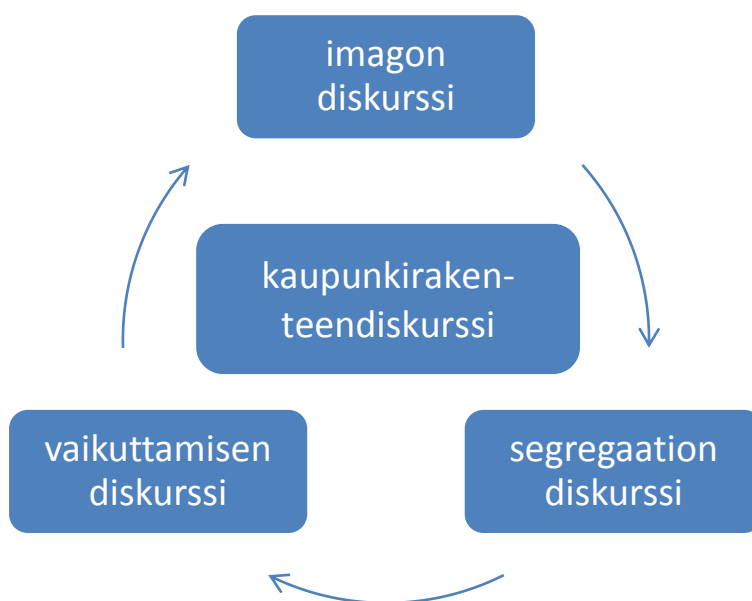 imagon
diskurssi
kaupunkiraken-
teendiskurssi
vaikuttamisen
diskurssi
segregaation
diskurssi